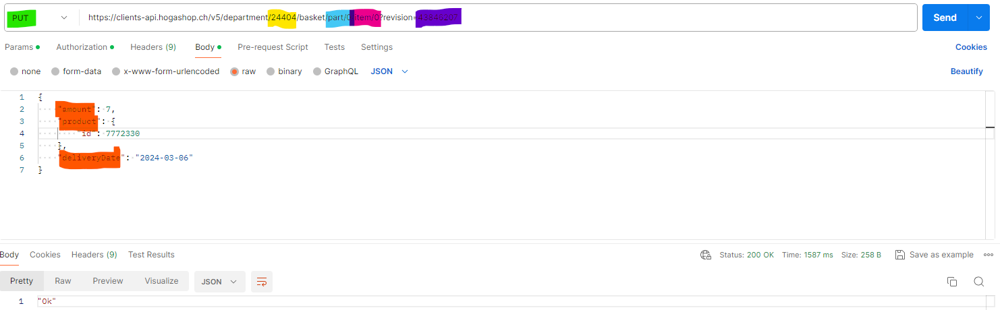 PUT https://clients-api.hogashop.ch/v5/department/24404/basket/part/0/item/0?revision=43846207 Send
Params Authorization Headers (9) Body Pre-request Script Tests Settings Cookies
none form-data x-www-form-urlencoded raw binary GraphQL JSON Beautify
1 {
2 "amount": 7,
3 "product": {
4 "id": 7772330
5 },
6 "deliveryDate": "2024-03-06"
7 }
Body Cookies Headers (9) Test Results Status: 200 OK Time: 1587 ms Size: 258 B Save as example
Pretty Raw Preview Visualize JSON
1 "Ok"